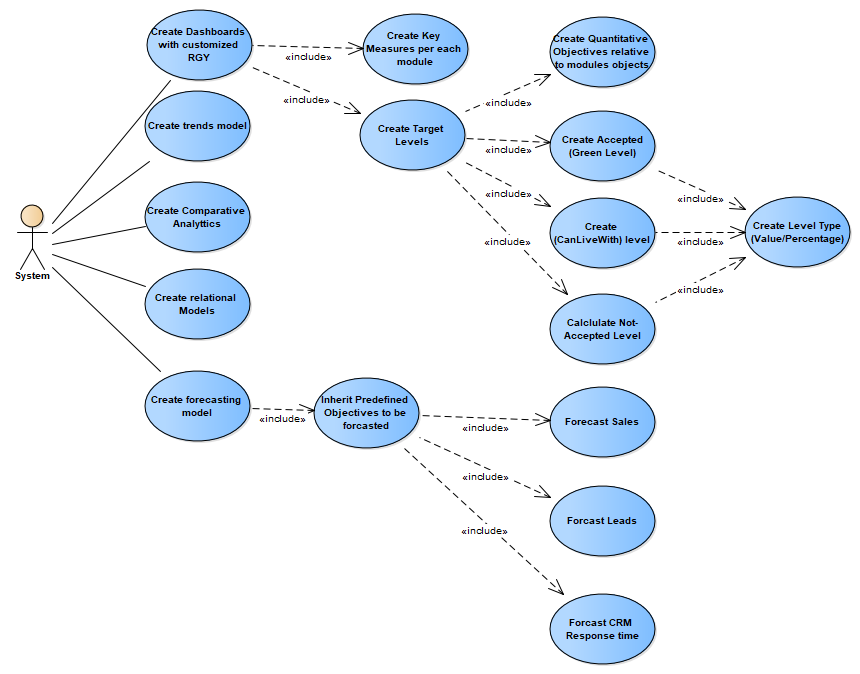 Create Dashboards
with customized
RGY
«include»
Create Key
Measures per each
module
«include»
Create Quantitative
Objectives relative
to modules objects
Create trends model
Create Target
Levels
«include»
«include»
Create Accepted
(Green Level)
«include»
«include»
«include»
Create Comparative
Analyttics
Create
(CanLiveWith) level
«include»
Create Level Type
(Value/Percentage)
«include»
System
Create relational
Models
Calclulate Not-
Accepted Level
Create forecasting
model
«include»
Inherit Predefined
Objectives to be
forcasted
«include»
Forecast Sales
«include»
Forcast Leads
«include»
Forcast CRM
Response time